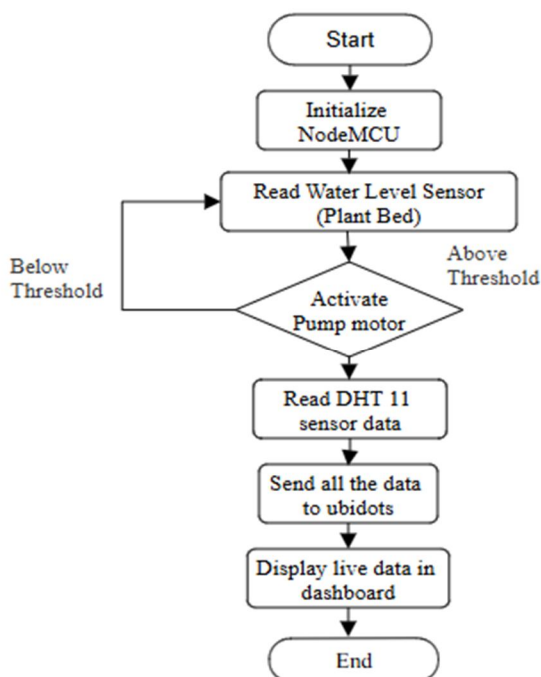 Start
Initialize
NodeMCU
Read Water Level Sensor
(Plant Bed)
Below
Threshold
Above
Threshold
Activate
Pump motor
Read DHT 11
sensor data
Send all the data
to ubidots
Display live data in
dashboard
End